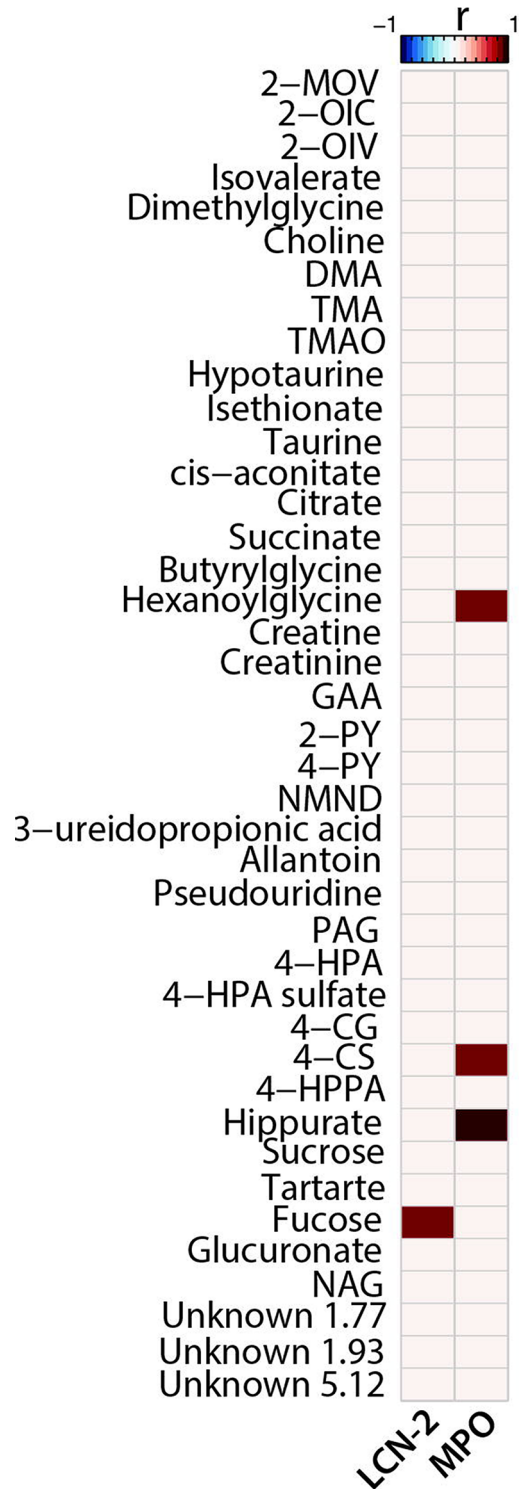 −1 r 1
2−MOV
2−OIC
2−OIV
Isovalerate
Dimethylglycine
Choline
DMA
TMA
TMAO
Hypotaurine
Isethionate
Taurine
cis−aconitate
Citrate
Succinate
Butyrylglycine
Hexanoylglycine
Creatine
Creatinine
GAA
2−PY
4−PY
NMND
3−ureidopropionic acid
Allantoin
Pseudouridine
PAG
4−HPA
4−HPA sulfate
4−CG
4−CS
4−HPPA
Hippurate
Sucrose
Tartarte
Fucose
Glucuronate
NAG
Unknown 1.77
Unknown 1.93
Unknown 5.12
LCN-2
MPO